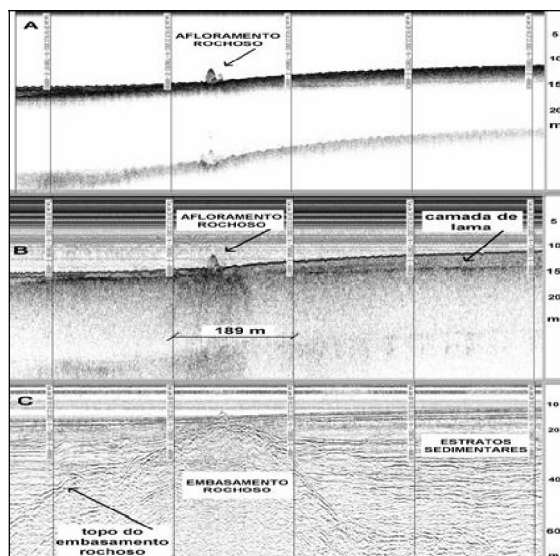 A
AFLORAMENTO
ROCHOSO
5
10
15
20
m
B
AFLORAMENTO
ROCHOSO
camada de
lama
5
10
15
20
m
189 m
C
10
20
40
60
m
ESTRATOS
SEDIMENTARES
EMBASAMENTO
ROCHOSO
topo do
embasamento
rochoso